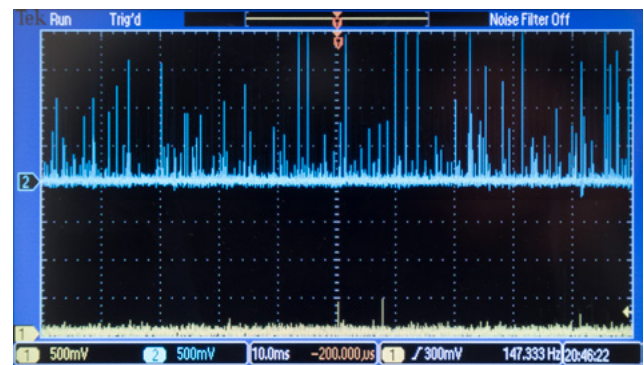 Tek Run Trig'd Noise Filter Off
2
1
1 500mV 2 500mV 10.0ms -200.000µs 1 300mV 147.333 Hz 20:46:22